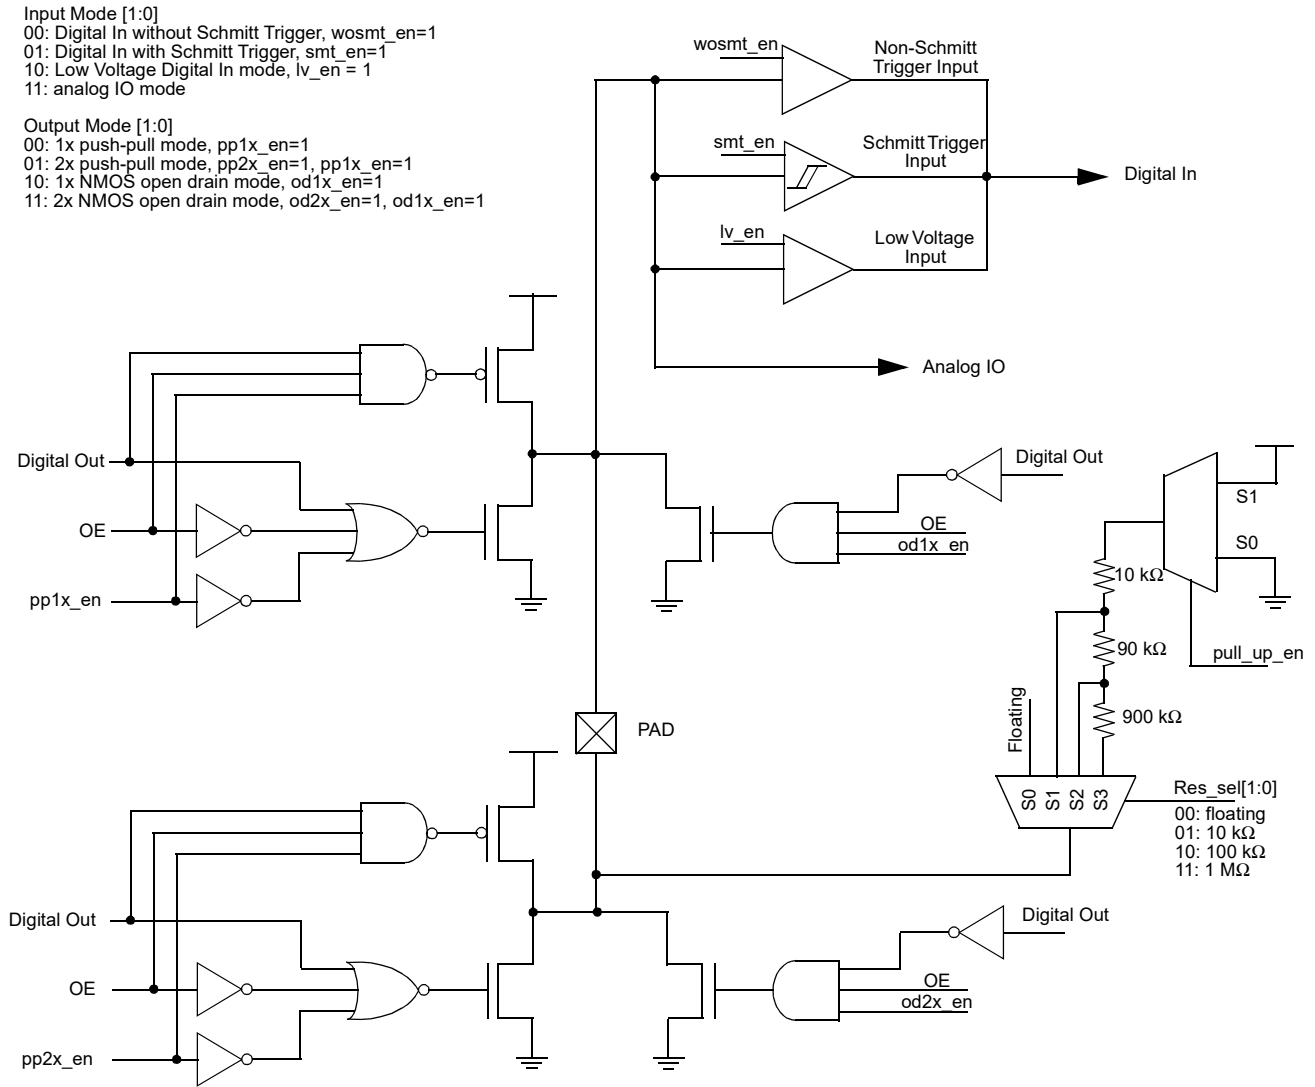 Input Mode [1:0]
00: Digital In without Schmitt Trigger, wosmt_en=1
01: Digital In with Schmitt Trigger, smt_en=1
10: Low Voltage Digital In mode, lv_en = 1
11: analog IO mode
Output Mode [1:0]
00: 1x push-pull mode, pp1x_en=1
01: 2x push-pull mode, pp2x_en=1, pp1x_en=1
10: 1x NMOS open drain mode, od1x_en=1
11: 2x NMOS open drain mode, od2x_en=1, od1x_en=1
wosmt_en
Non-Schmitt
Trigger Input
smt_en
Schmitt Trigger
Input
Digital In
lv_en
Low Voltage
Input
Analog IO
Digital Out
OE
pp1x_en
Digital Out
OE
od1x_en
S1
S0
10 kΩ
90 kΩ
900 kΩ
pull_up_en
Floating
PAD
S0
S1
S2
S3
Res_sel[1:0]
00: floating
01: 10 kΩ
10: 100 kΩ
11: 1 MΩ
Digital Out
OE
pp2x_en
Digital Out
OE
od2x_en